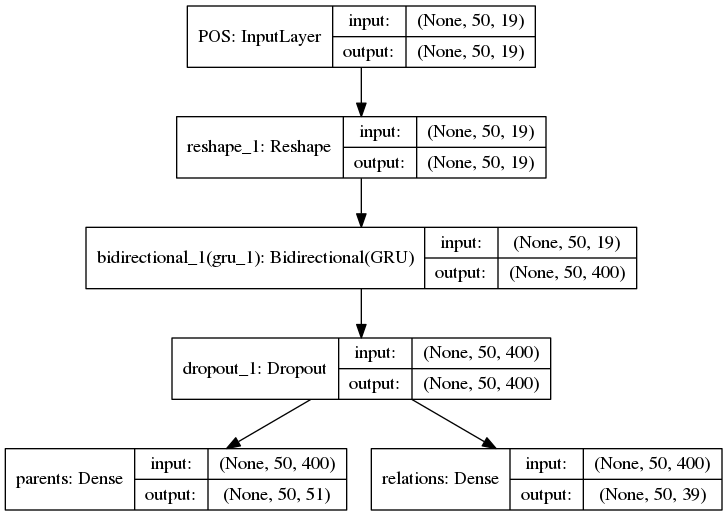 POS: InputLayer
input: (None, 50, 19)
output: (None, 50, 19)
reshape_1: Reshape
input: (None, 50, 19)
output: (None, 50, 19)
bidirectional_1(gru_1): Bidirectional(GRU)
input: (None, 50, 19)
output: (None, 50, 400)
dropout_1: Dropout
input: (None, 50, 400)
output: (None, 50, 400)
parents: Dense
input: (None, 50, 400)
output: (None, 50, 51)
relations: Dense
input: (None, 50, 400)
output: (None, 50, 39)